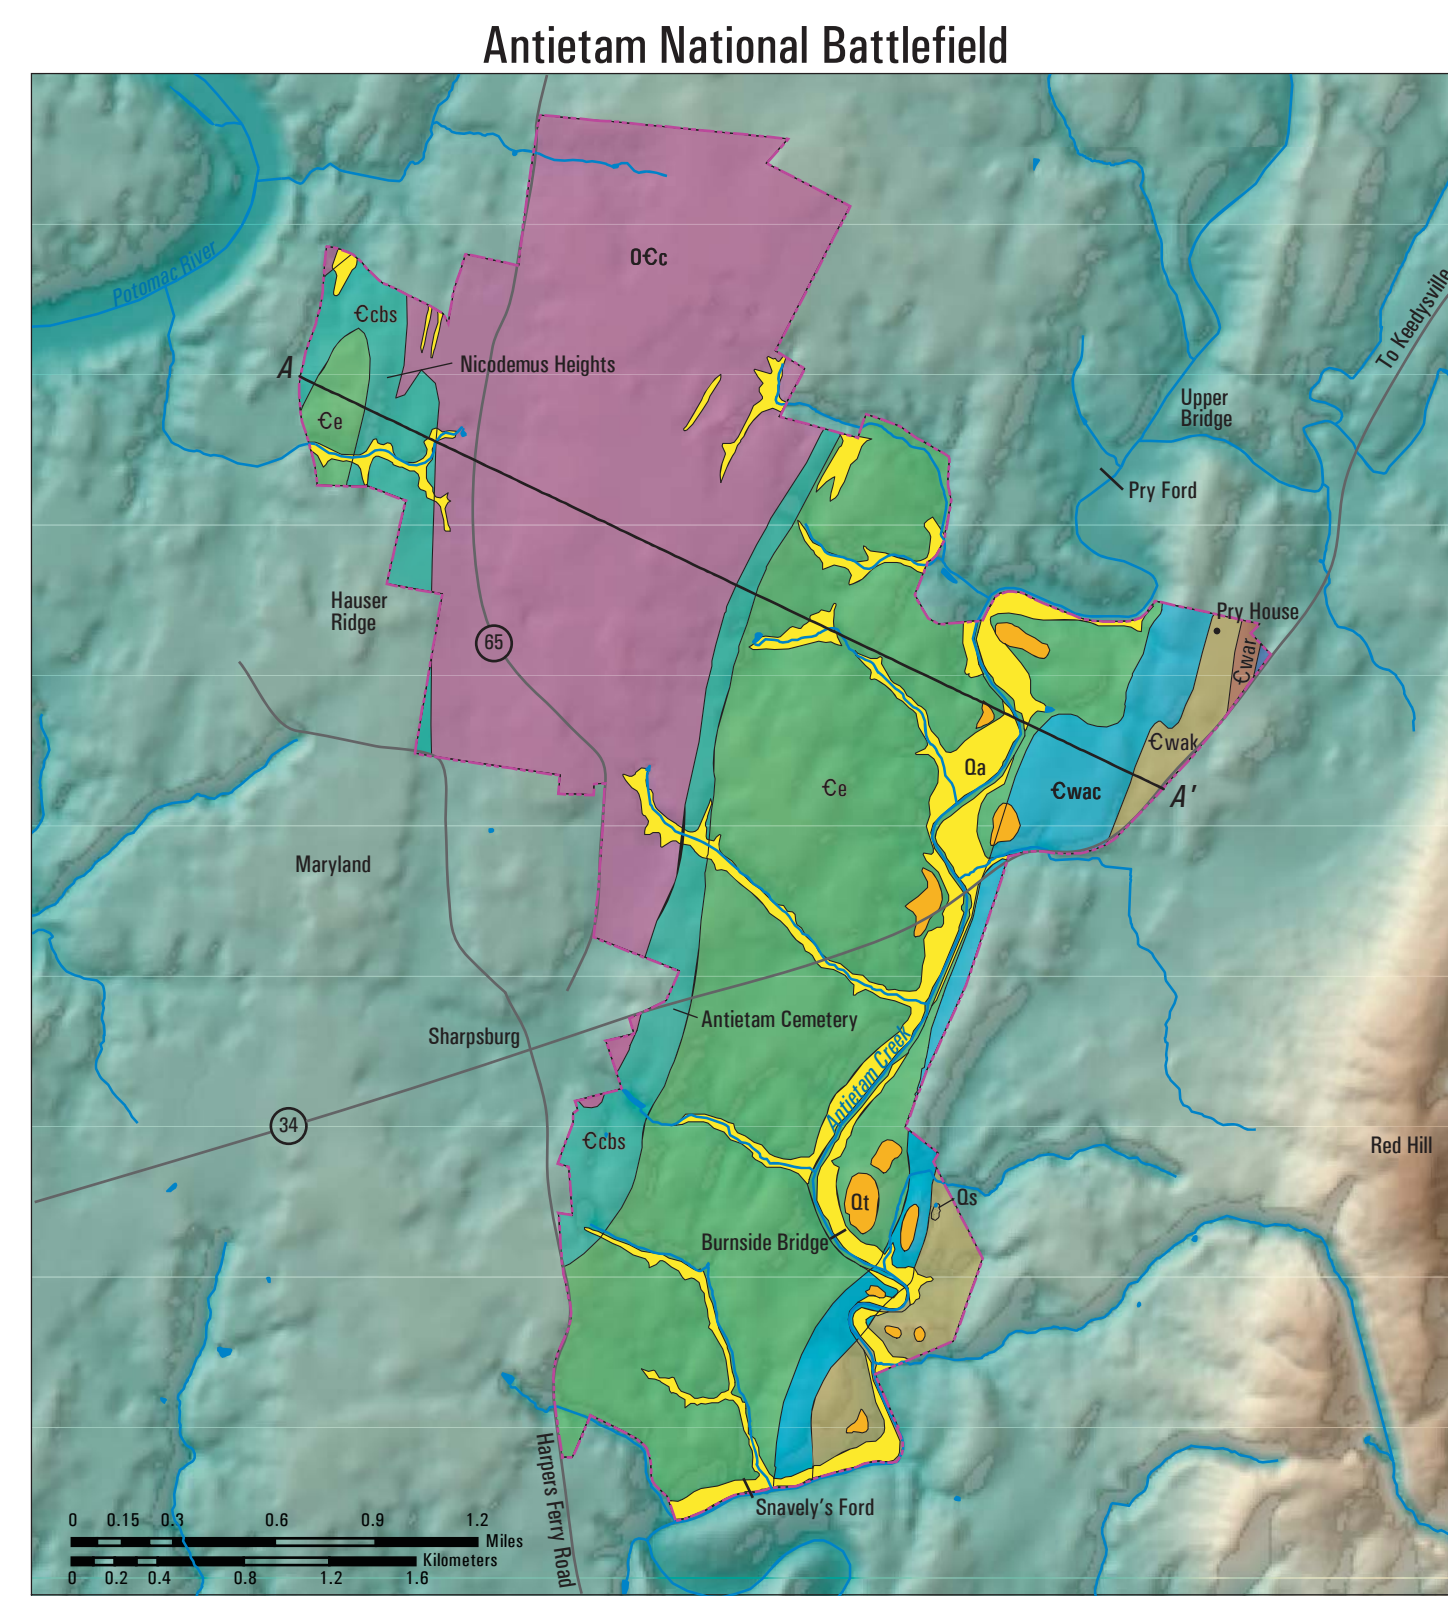 Antietam National Battlefield
Potomac River
O€c
€cbs
To Keedysville
A
Nicodemus Heights
€e
Upper
Bridge
Pry Ford
Hauser
Ridge
Pry House
65
€war
€wak
Qa
€e
€wac
A'
Maryland
Antietam Cemetery
Sharpsburg
Antietam Creek
34
€cbs
Red Hill
Qs
Qt
Burnside Bridge
Harpers Ferry Road
Snavely's Ford
0 0.15 0.3 0.6 0.9 1.2
Miles
Kilometers
0 0.2 0.4 0.8 1.2 1.6